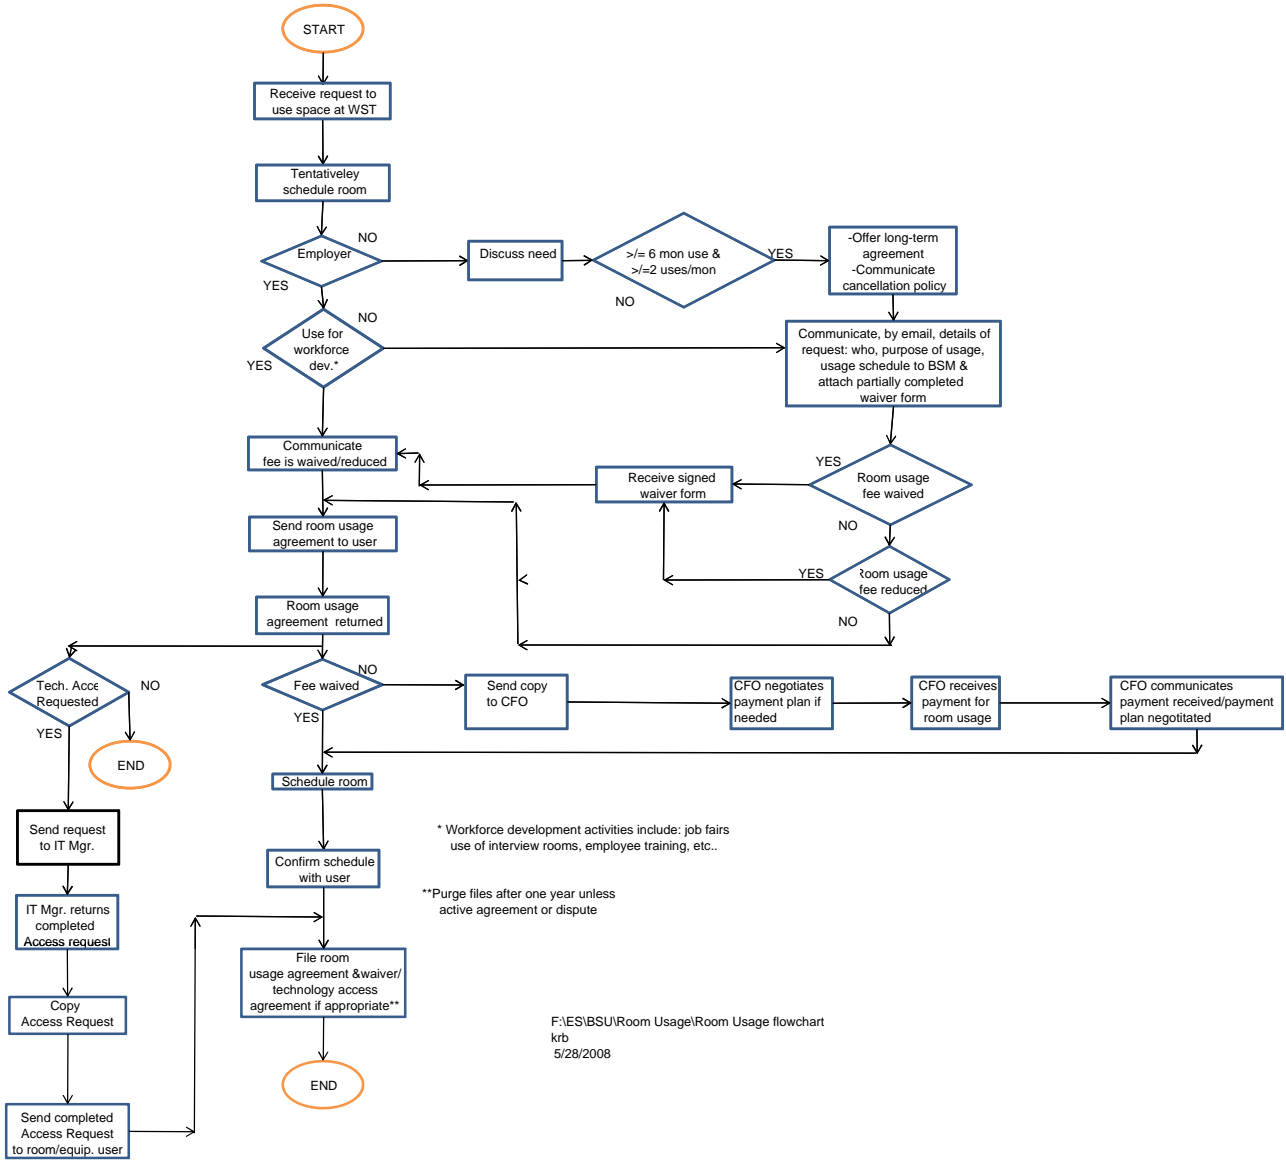 START
Receive request to
use space at WST
Tentativeley
schedule room
Employer
NO
YES
Discuss need
>/= 6 mon use &
>/=2 uses/mon
YES
NO
-Offer long-term
agreement
-Communicate
cancellation policy
Use for
workforce
dev.*
NO
YES
Communicate, by email, details of
request: who, purpose of usage,
usage schedule to BSM &
attach partially completed
waiver form
Communicate
fee is waived/reduced
Receive signed
waiver form
YES
Room usage
fee waived
NO
Send room usage
agreement to user
YES
Room usage
fee reduced
NO
Room usage
agreement returned
Tech. Acce
Requested
NO
YES
END
Fee waived
NO
YES
Send copy
to CFO
CFO negotiates
payment plan if
needed
CFO receives
payment for
room usage
CFO communicates
payment received/payment
plan negotitated
Schedule room
Send request
to IT Mgr.
* Workforce development activities include: job fairs
use of interview rooms, employee training, etc..
Confirm schedule
with user
**Purge files after one year unless
active agreement or dispute
IT Mgr. returns
completed
Access request
File room
usage agreement &waiver/
technology access
agreement if appropriate**
Copy
Access Request
F:\ES\BSU\Room Usage\Room Usage flowchart
krb
5/28/2008
END
Send completed
Access Request
to room/equip. user